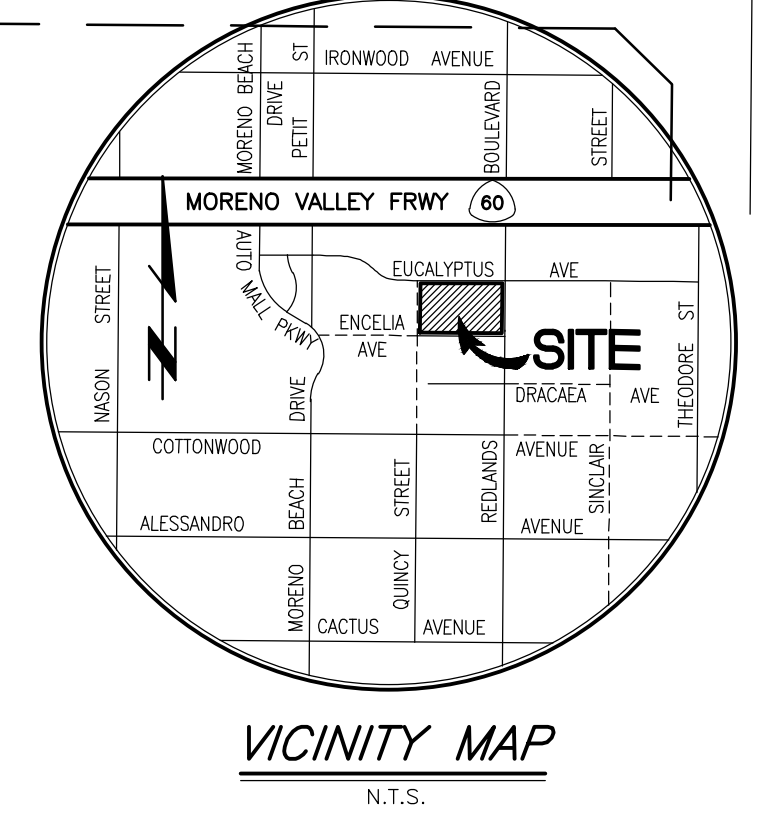 IRONWOOD AVENUE
MORENO BEACH
DRIVE
PETIT ST
BOULEVARD
STREET
MORENO VALLEY FRWY 60
AUTO
MALL PKWY
EUCALYPTUS AVE
NASON STREET
ENCELIA
AVE
SITE
THEODORE ST
DRACAEA AVE
DRIVE
COTTONWOOD
AVENUE
SINCLAIR
REDLANDS
STREET
BEACH
ALESSANDRO
AVENUE
QUINCY
MORENO
CACTUS AVENUE
N
VICINITY MAP
N.T.S.